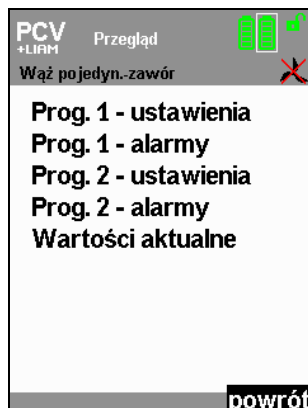 PCV
+LIAM
Przegląd
Wąż pojedyn.-zawór
Prog. 1 - ustawienia
Prog. 1 - alarmy
Prog. 2 - ustawienia
Prog. 2 - alarmy
Wartości aktualne
powrót